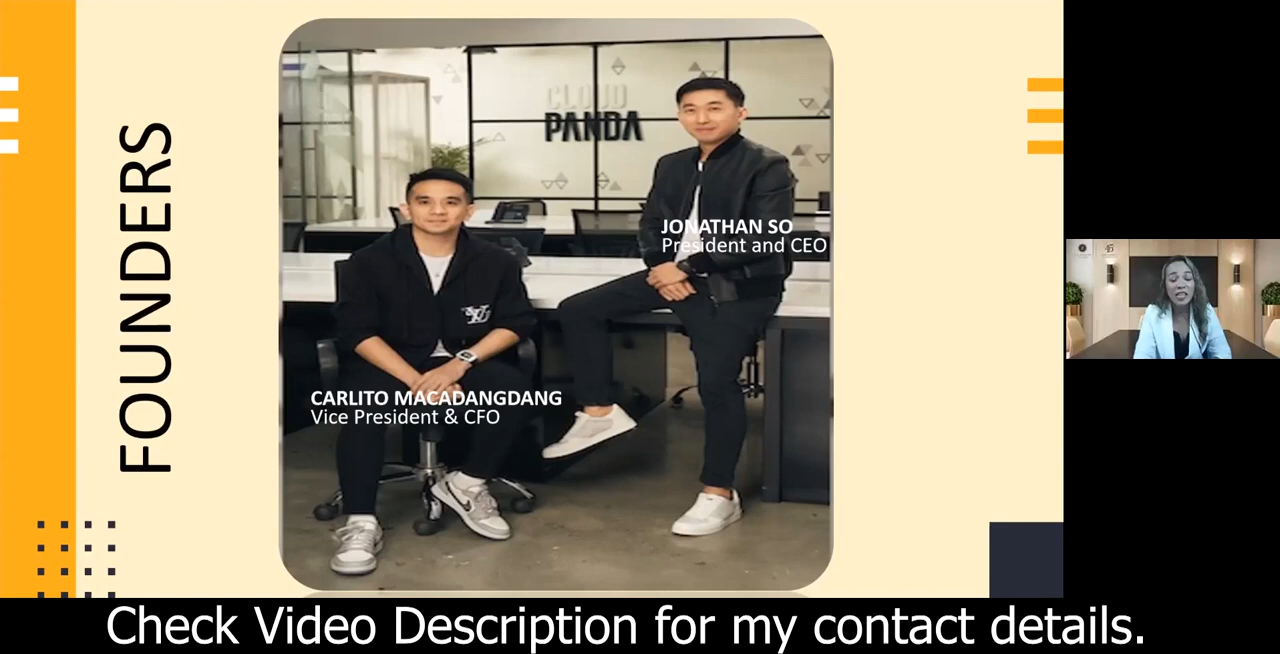 FOUNDERS
CLOUD
PANDA
JONATHAN SO
President and CEO
CARLITO MACADANGDANG
Vice President & CFO
Check Video Description for my contact details.